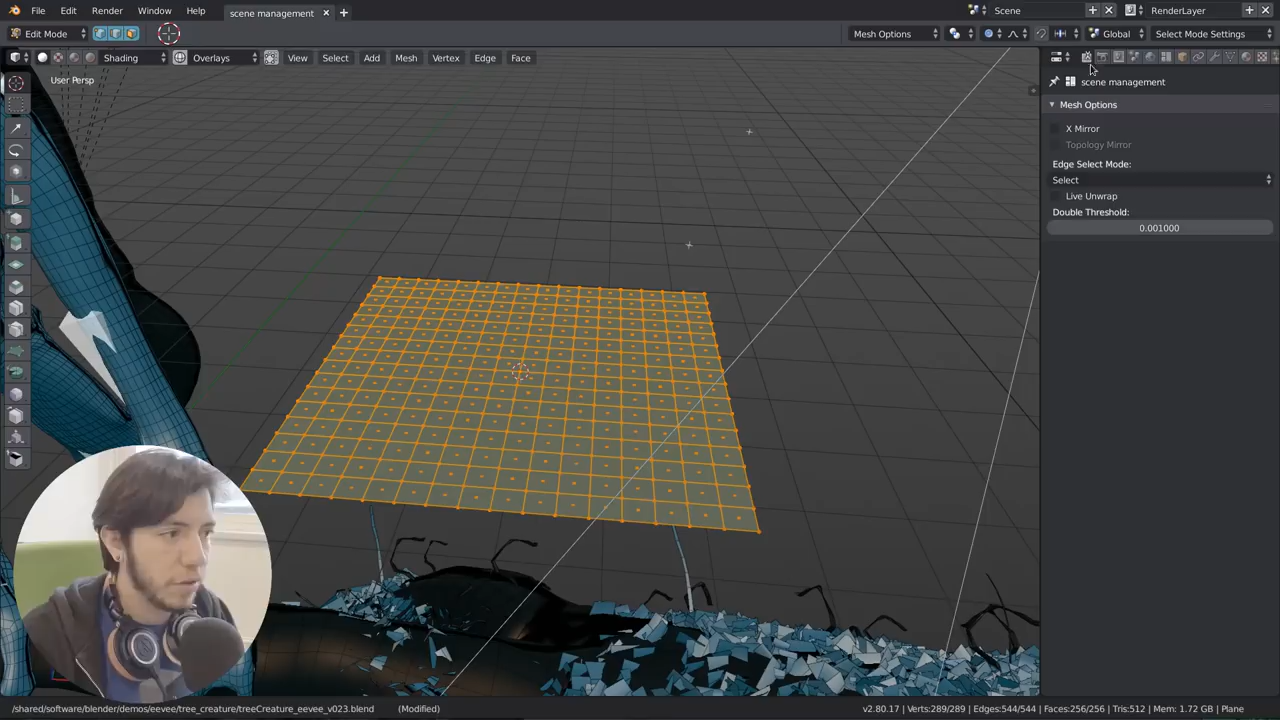 File Edit Render Window Help
scene management
Scene
RenderLayer
Edit Mode
Mesh Options
Global
Select Mode Settings
Shading
Overlays
View Select Add Mesh Vertex Edge Face
User Persp
scene management
Mesh Options
X Mirror
Topology Mirror
Edge Select Mode:
Select
Live Unwrap
Double Threshold:
0.001000
/shared/software/blender/demos/eevee/tree_creature/treeCreature_eevee_v023.blend (Modified)
v2.80.17 | Verts:289/289 | Edges:544/544 | Faces:256/256 | Tris:512 | Mem: 1.72 GB | Plane